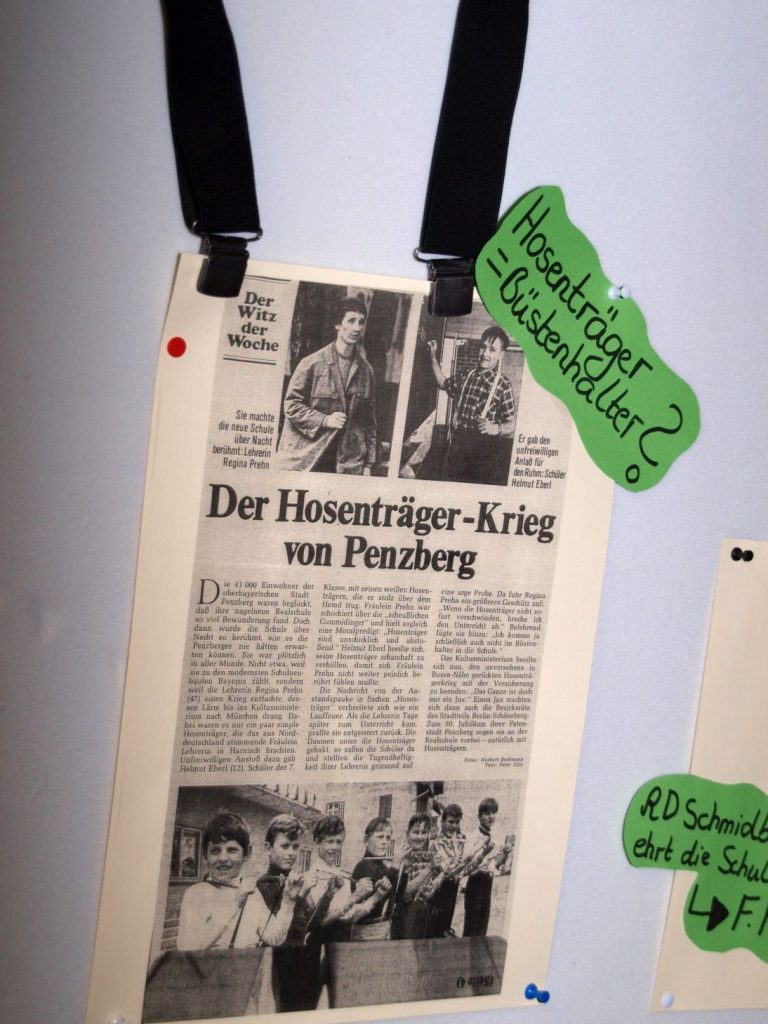 Hosenträger
= Büstenhalter?
Der
Witz
der
Woche
Sie machte
die neue Schule
über Nacht
berühmt: Lehrerin
Regina Prehn
Er gab den
unfreiwilligen
Anlaß für
den Ruhm: Schüler
Helmut Eberl
Der Hosenträger-Krieg
von Penzberg
Die 11 000 Einwohner der
oberbayerischen Stadt
Penzberg waren beglückt,
daß ihre nagelneue Realschule
so viel Bewunderung fand. Doch
dann wurde die Schule über
Nacht so berühmt, wie es die
Penzberger nie hätten erwar-
ten können. Sie war plötzlich
in aller Munde. Nicht etwa, weil
sie zu den modernsten Schulneu-
bauten Bayerns zählt, sondern
weil die Lehrerin Regina Prehn
(47) einen Krieg entfachte, des-
sen Lärm bis ins Kultusministe-
rium nach München drang. Da-
bei waren es nur ein paar simple
Hosenträger, die das aus Nord-
deutschland stammende Fräulein
Lehrerin in Harnisch brachten.
Unfreiwilligen Anstoß dazu gab
Helmut Eberl (12), Schüler der 7.
Klasse, mit seinen weißen Hosen-
trägern, die er stolz über dem
Hemd trug. Fräulein Prehn war
schockiert über die „scheußlichen
Gummidinger" und hielt sogleich
eine Moralpredigt: „Hosenträger
sind unschicklich und absto-
ßend." Helmut Eberl beeilte sich,
seine Hosenträger schamhaft zu
verhüllen, damit sich Fräulein
Prehn nicht weiter peinlich be-
rührt fühlen mußte.
Die Nachricht von der An-
standspauke in Sachen „Hosen-
träger" verbreitete sich wie ein
Lauffeuer. Als die Lehrerin Tage
später zum Unterricht kam,
prallte sie entgeistert zurück. Die
Daumen unter die Hosenträger
gehakt, so saßen die Schüler da
und stellten die Tugendhaftig-
keit ihrer Lehrerin grinsend auf
eine arge Probe. Da fuhr Regina
Prehn ein größeres Geschütz auf:
„Wenn die Hosenträger nicht so-
fort verschwinden, breche ich
den Unterricht ab." Belehrend
fügte sie hinzu: „Ich komme ja
schließlich auch nicht im Büsten-
halter in die Schule."
Das Kultusministerium beeilte
sich nun, den unversehens in
Busen-Nähe gerückten Hosenträ-
gerkrieg mit der Versicherung
zu beenden: „Das Ganze ist doch
nur ein Jux." Einen Jux machten
sich dann auch die Bezirksräte
des Stadtteils Berlin-Schöneberg:
Zum 50. Jubiläum ihrer Paten-
stadt Penzberg zogen sie an der
Realschule vorbei – natürlich mit
Hosenträgern.
Fotos: Norbert
Text: Peter
(Seite 4)
RD Schmidb
ehrt die Schul
↳ F.